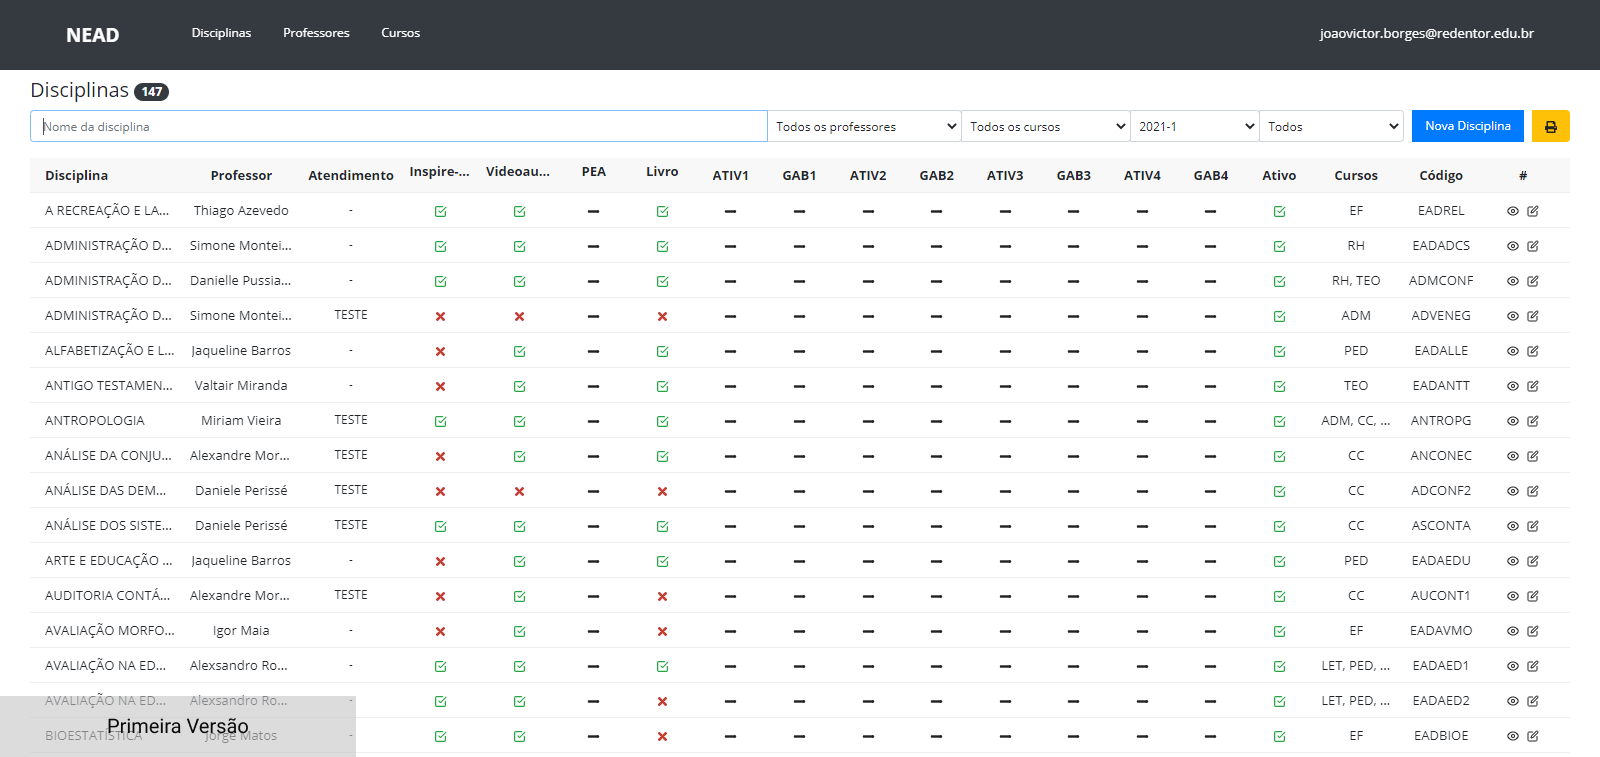 NEAD Disciplinas Professores Cursos joaovictor.borges@redentor.edu.br
Disciplinas 147
Nome da disciplina Todos os professores Todos os cursos 2021-1 Todos Nova Disciplina
Disciplina Professor Atendimento Inspire-... Videoau... PEA Livro ATIV1 GAB1 ATIV2 GAB2 ATIV3 GAB3 ATIV4 GAB4 Ativo Cursos Código #
A RECREAÇÃO E LA... Thiago Azevedo - EF EADREL
ADMINISTRAÇÃO D... Simone Montei... - RH EADADCS
ADMINISTRAÇÃO D... Danielle Pussia... - RH, TEO ADMCONF
ADMINISTRAÇÃO D... Simone Montei... TESTE ADM ADVENEG
ALFABETIZAÇÃO E L... Jaqueline Barros - PED EADALLE
ANTIGO TESTAMEN... Valtair Miranda - TEO EADANTT
ANTROPOLOGIA Miriam Vieira TESTE ADM, CC, ... ANTROPG
ANÁLISE DA CONJU... Alexandre Mor... TESTE CC ANCONEC
ANÁLISE DAS DEM... Daniele Perissé TESTE CC ADCONF2
ANÁLISE DOS SISTE... Daniele Perissé TESTE CC ASCONTA
ARTE E EDUCAÇÃO ... Jaqueline Barros - PED EADAEDU
AUDITORIA CONTÁ... Alexandre Mor... TESTE CC AUCONT1
AVALIAÇÃO MORFO... Igor Maia - EF EADAVMO
AVALIAÇÃO NA ED... Alexsandro Ro... - LET, PED, ... EADAED1
AVALIAÇÃO NA ED... Alexsandro Ro... - LET, PED, ... EADAED2
Primeira Versão
BIOESTATÍSTICA Jorge Matos - EF EADBIOE